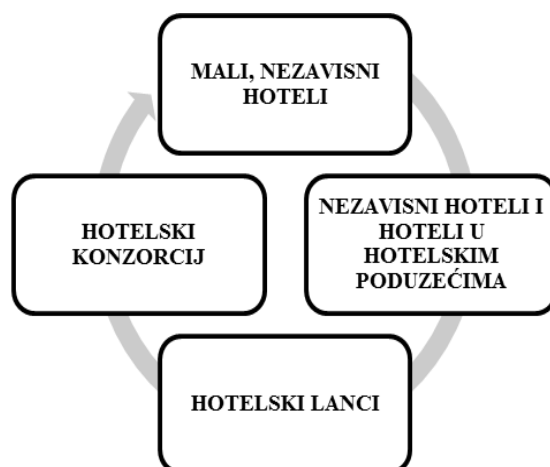 MALI, NEZAVISNI
HOTELI
NEZAVISNI HOTELI I
HOTELI U
HOTELSKIM
PODUZEĆIMA
HOTELSKI LANCI
HOTELSKI
KONZORCIJ